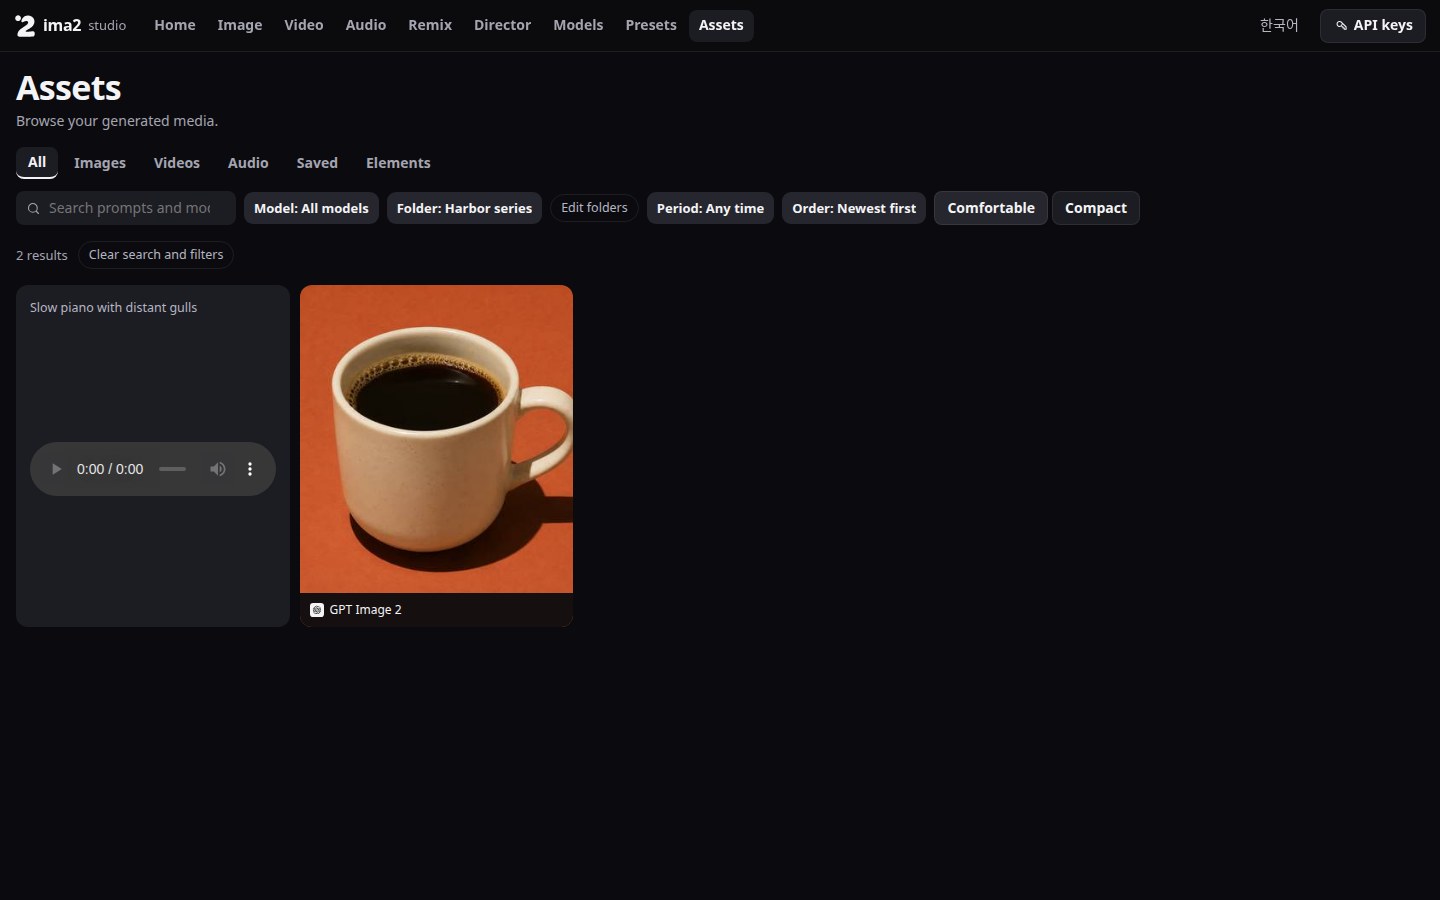 ima2 studio Home Image Video Audio Remix Director Models Presets Assets 한국어 API keys
Assets
Browse your generated media.
All Images Videos Audio Saved Elements
Search prompts and mo Model: All models Folder: Harbor series Edit folders Period: Any time Order: Newest first Comfortable Compact
2 results Clear search and filters
Slow piano with distant gulls
0:00 / 0:00
GPT Image 2